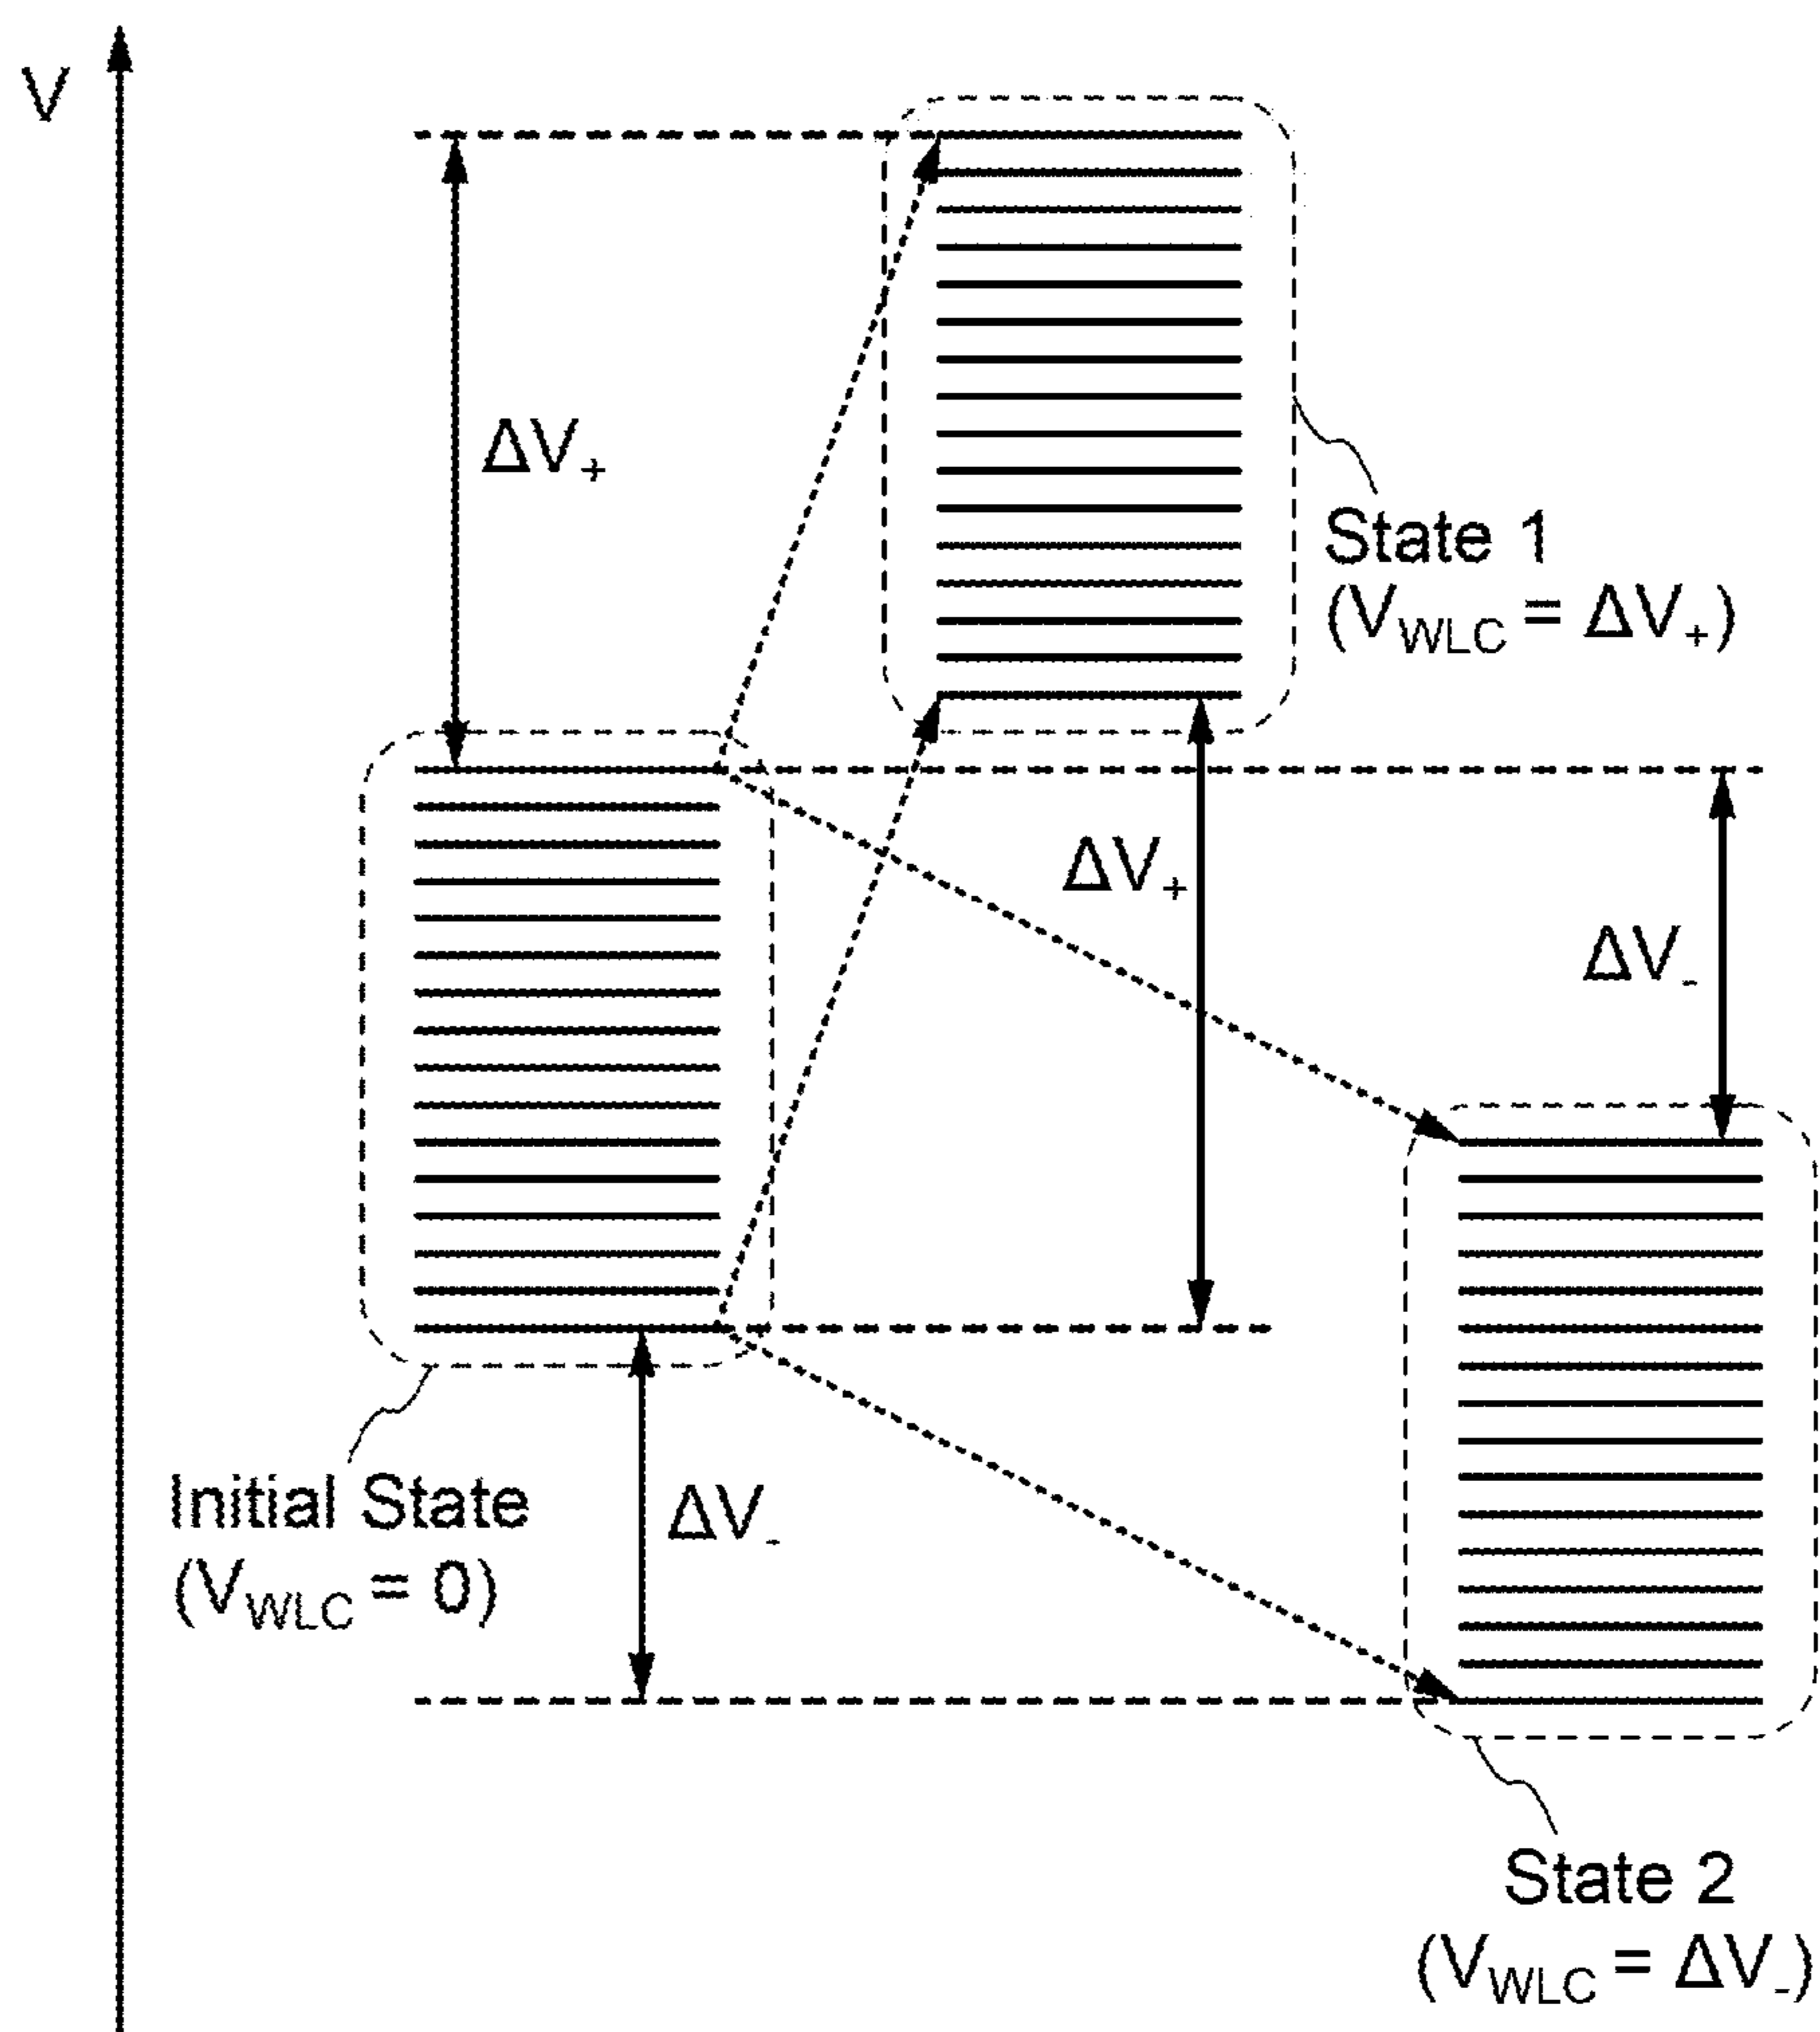 V
ΔV₊
State 1
(V_WLC = ΔV₊)
ΔV₊
ΔV₋
Initial State
(V_WLC = 0)
ΔV₋
State 2
(V_WLC = ΔV₋)